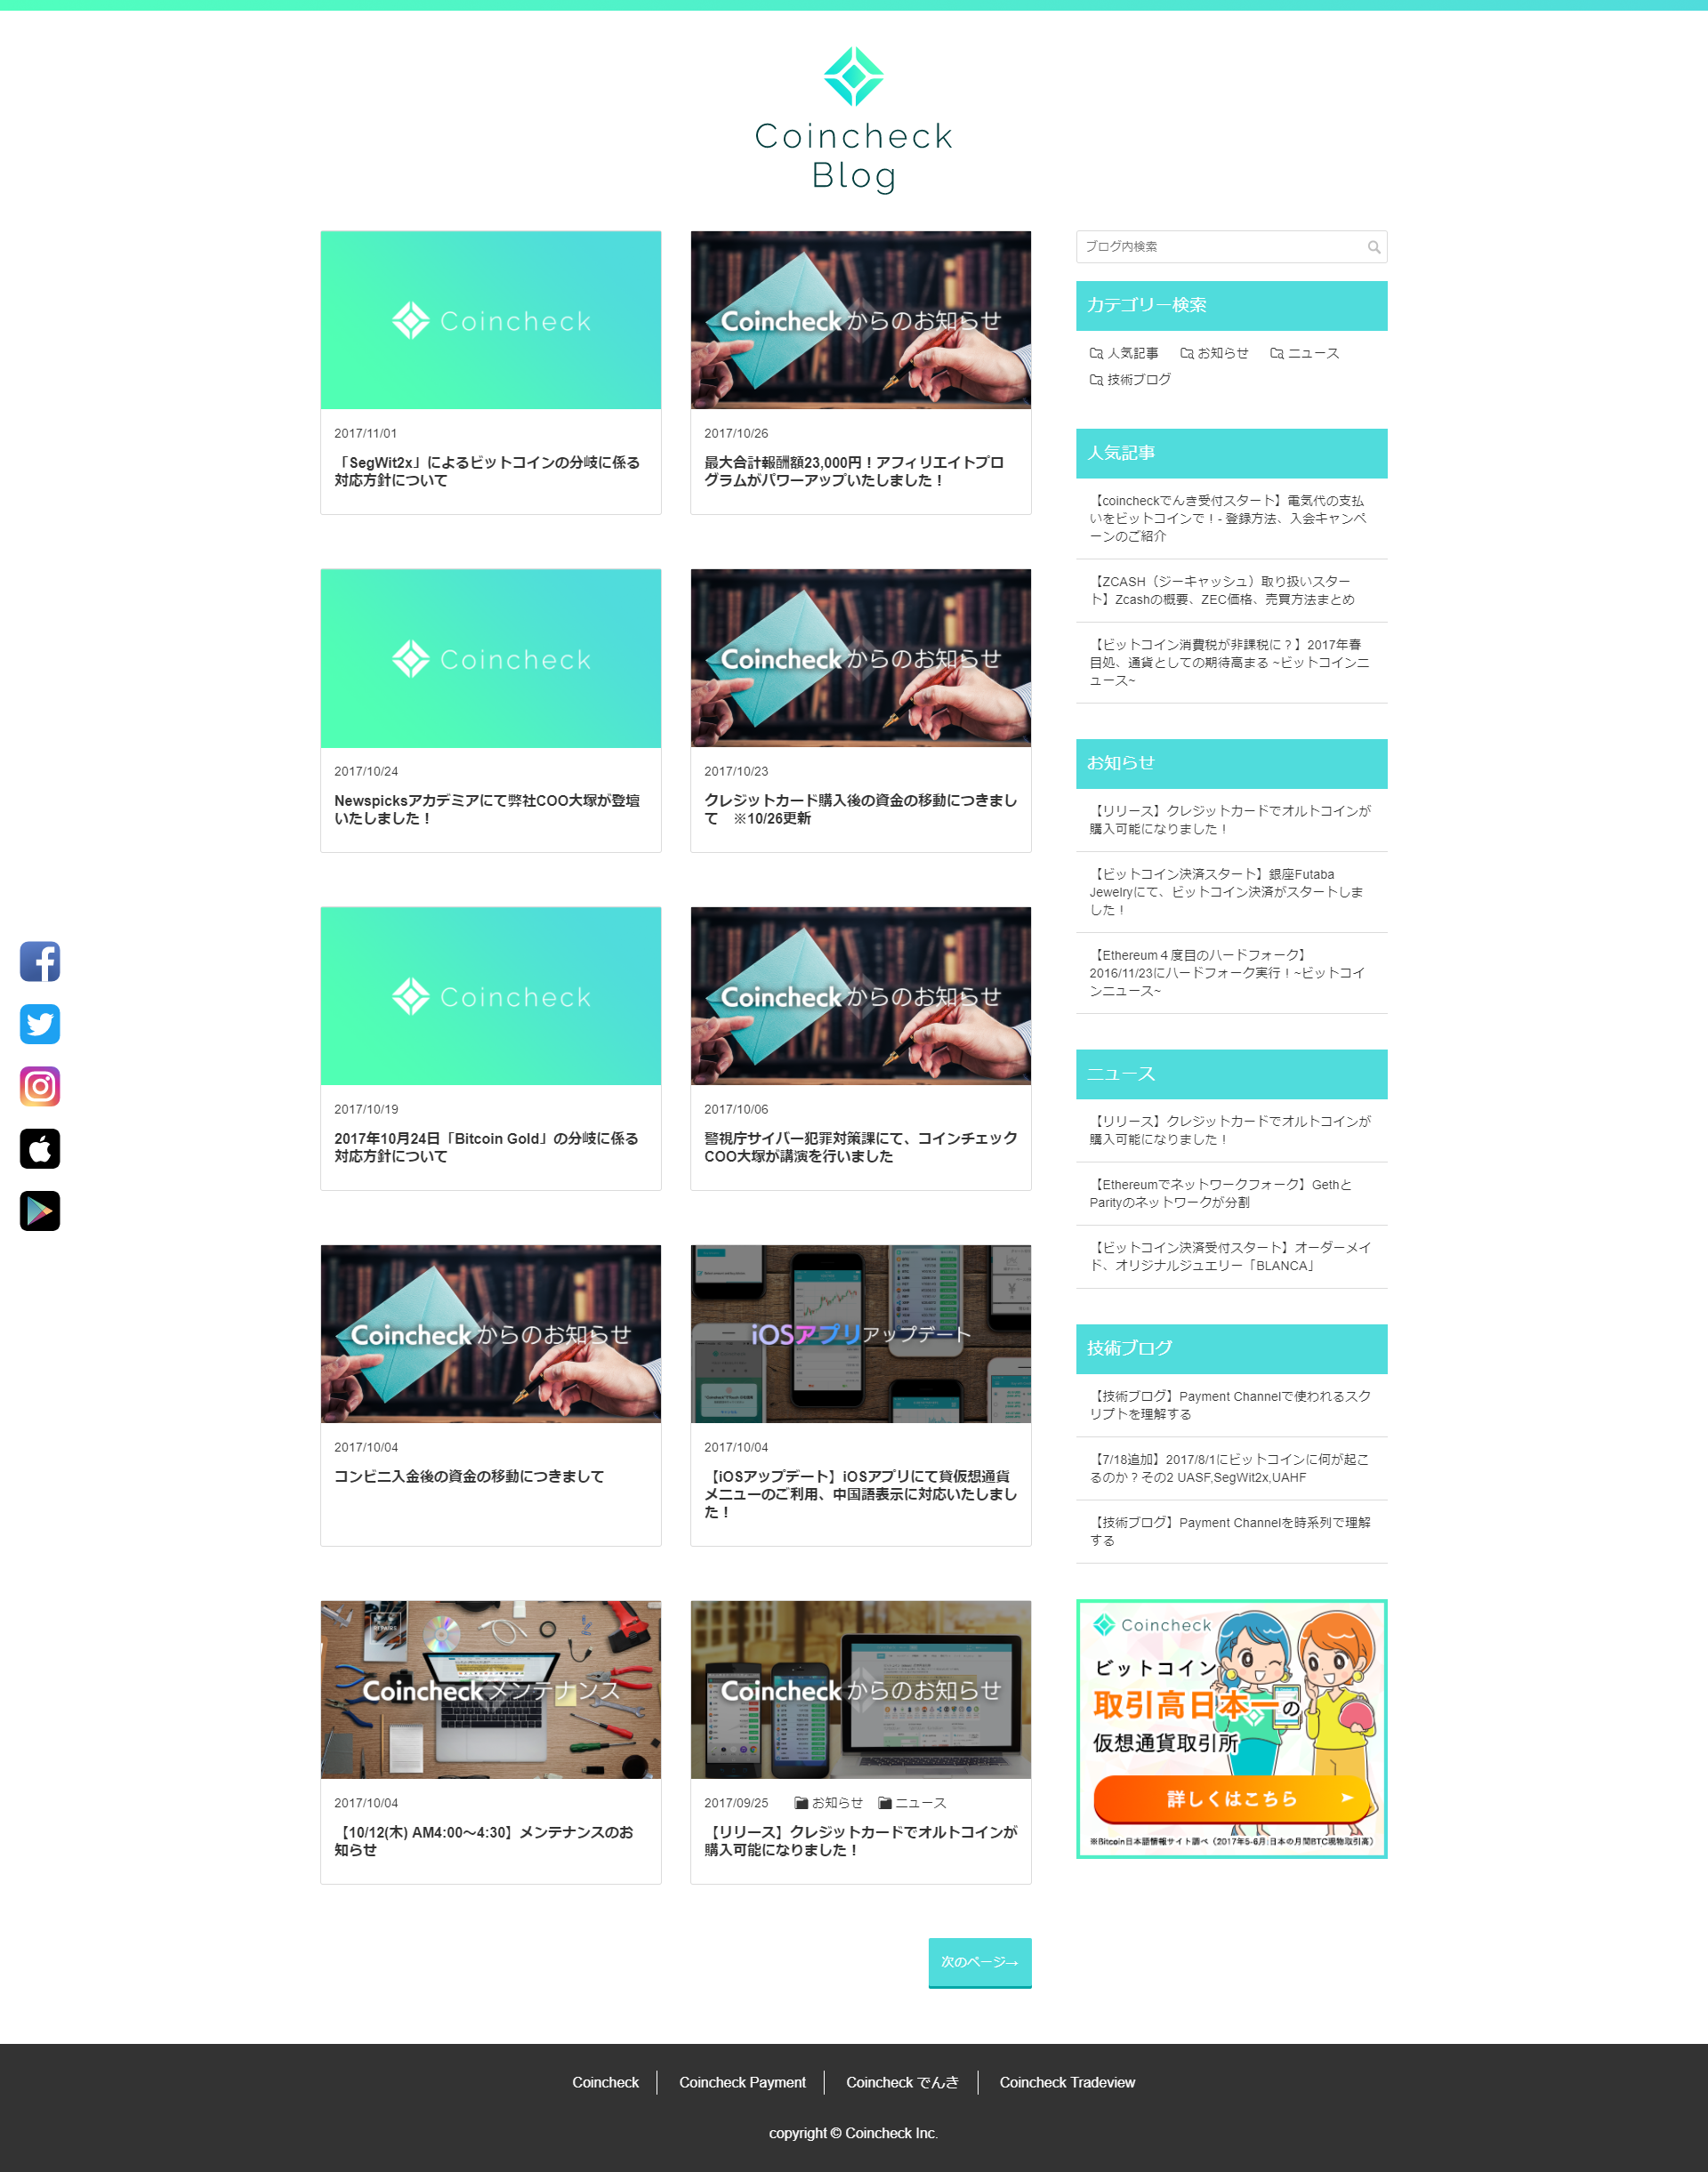 Coincheck
Blog
Coincheck
2017/11/01
「SegWit2x」によるビットコインの分岐に係る
対応方針について
Coincheckからのお知らせ
2017/10/26
最大合計報酬額23,000円！アフィリエイトプロ
グラムがパワーアップいたしました！
Coincheck
2017/10/24
Newspicksアカデミアにて弊社COO大塚が登壇
いたしました！
Coincheckからのお知らせ
2017/10/23
クレジットカード購入後の資金の移動につきまし
て　※10/26更新
Coincheck
2017/10/19
2017年10月24日「Bitcoin Gold」の分岐に係る
対応方針について
Coincheckからのお知らせ
2017/10/06
警視庁サイバー犯罪対策課にて、コインチェック
COO大塚が講演を行いました
Coincheckからのお知らせ
2017/10/04
コンビニ入金後の資金の移動につきまして
iOSアプリアップデート
2017/10/04
【iOSアップデート】iOSアプリにて貸仮想通貨
メニューのご利用、中国語表示に対応いたしまし
た！
Coincheckメンテナンス
2017/10/04
【10/12(木) AM4:00～4:30】メンテナンスのお
知らせ
Coincheckからのお知らせ
2017/09/25 お知らせ ニュース
【リリース】クレジットカードでオルトコインが
購入可能になりました！
次のページ→
ブログ内検索
カテゴリー検索
人気記事 お知らせ ニュース
技術ブログ
人気記事
【coincheckでんき受付スタート】電気代の支払
いをビットコインで！- 登録方法、入会キャンペ
ーンのご紹介
【ZCASH（ジーキャッシュ）取り扱いスター
ト】Zcashの概要、ZEC価格、売買方法まとめ
【ビットコイン消費税が非課税に？】2017年春
目処、通貨としての期待高まる ~ビットコインニ
ュース~
お知らせ
【リリース】クレジットカードでオルトコインが
購入可能になりました！
【ビットコイン決済スタート】銀座Futaba
Jewelryにて、ビットコイン決済がスタートしま
した！
【Ethereum４度目のハードフォーク】
2016/11/23にハードフォーク実行！~ビットコイ
ンニュース~
ニュース
【リリース】クレジットカードでオルトコインが
購入可能になりました！
【Ethereumでネットワークフォーク】Gethと
Parityのネットワークが分割
【ビットコイン決済受付スタート】オーダーメイ
ド、オリジナルジュエリー「BLANCA」
技術ブログ
【技術ブログ】Payment Channelで使われるスク
リプトを理解する
【7/18追加】2017/8/1にビットコインに何が起こ
るのか？その2 UASF,SegWit2x,UAHF
【技術ブログ】Payment Channelを時系列で理解
する
Coincheck
ビットコイン
取引高日本一の
仮想通貨取引所
詳しくはこちら
※Bitcoin日本語情報サイト調べ（2017年5-6月:日本の月間BTC現物取引高）
Coincheck
Coincheck Payment
Coincheck でんき
Coincheck Tradeview
copyright © Coincheck Inc.